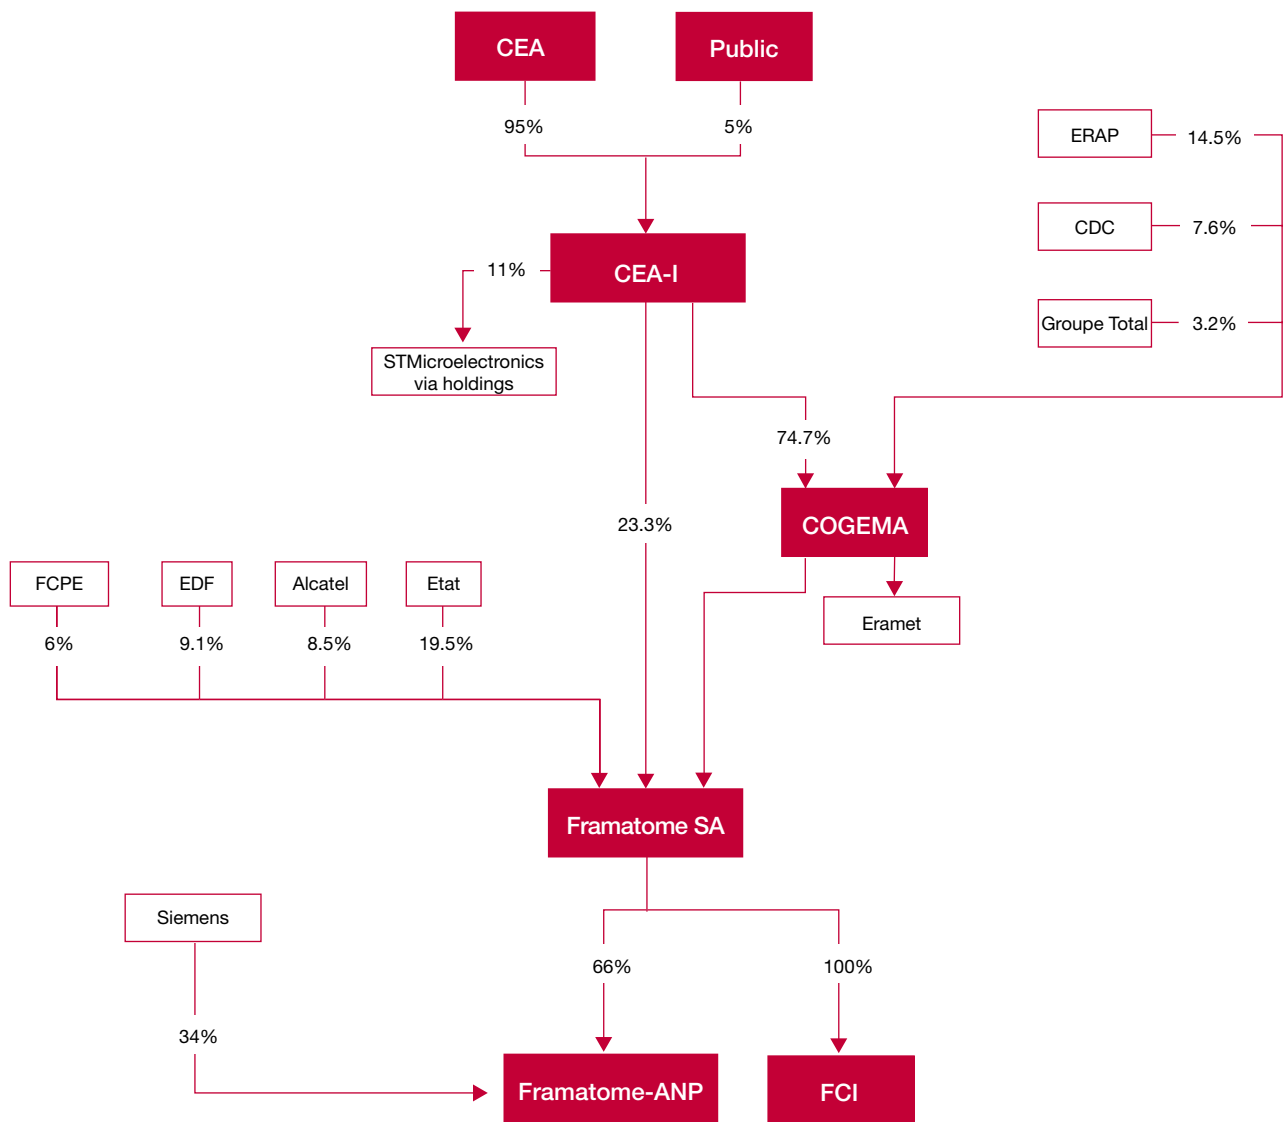 CEA
Public
95%
5%
ERAP
14.5%
CDC
7.6%
Groupe Total
3.2%
CEA-I
11%
STMicroelectronics
via holdings
74.7%
COGEMA
23.3%
Eramet
FCPE
EDF
Alcatel
Etat
6%
9.1%
8.5%
19.5%
Framatome SA
Siemens
66%
100%
34%
Framatome-ANP
FCI